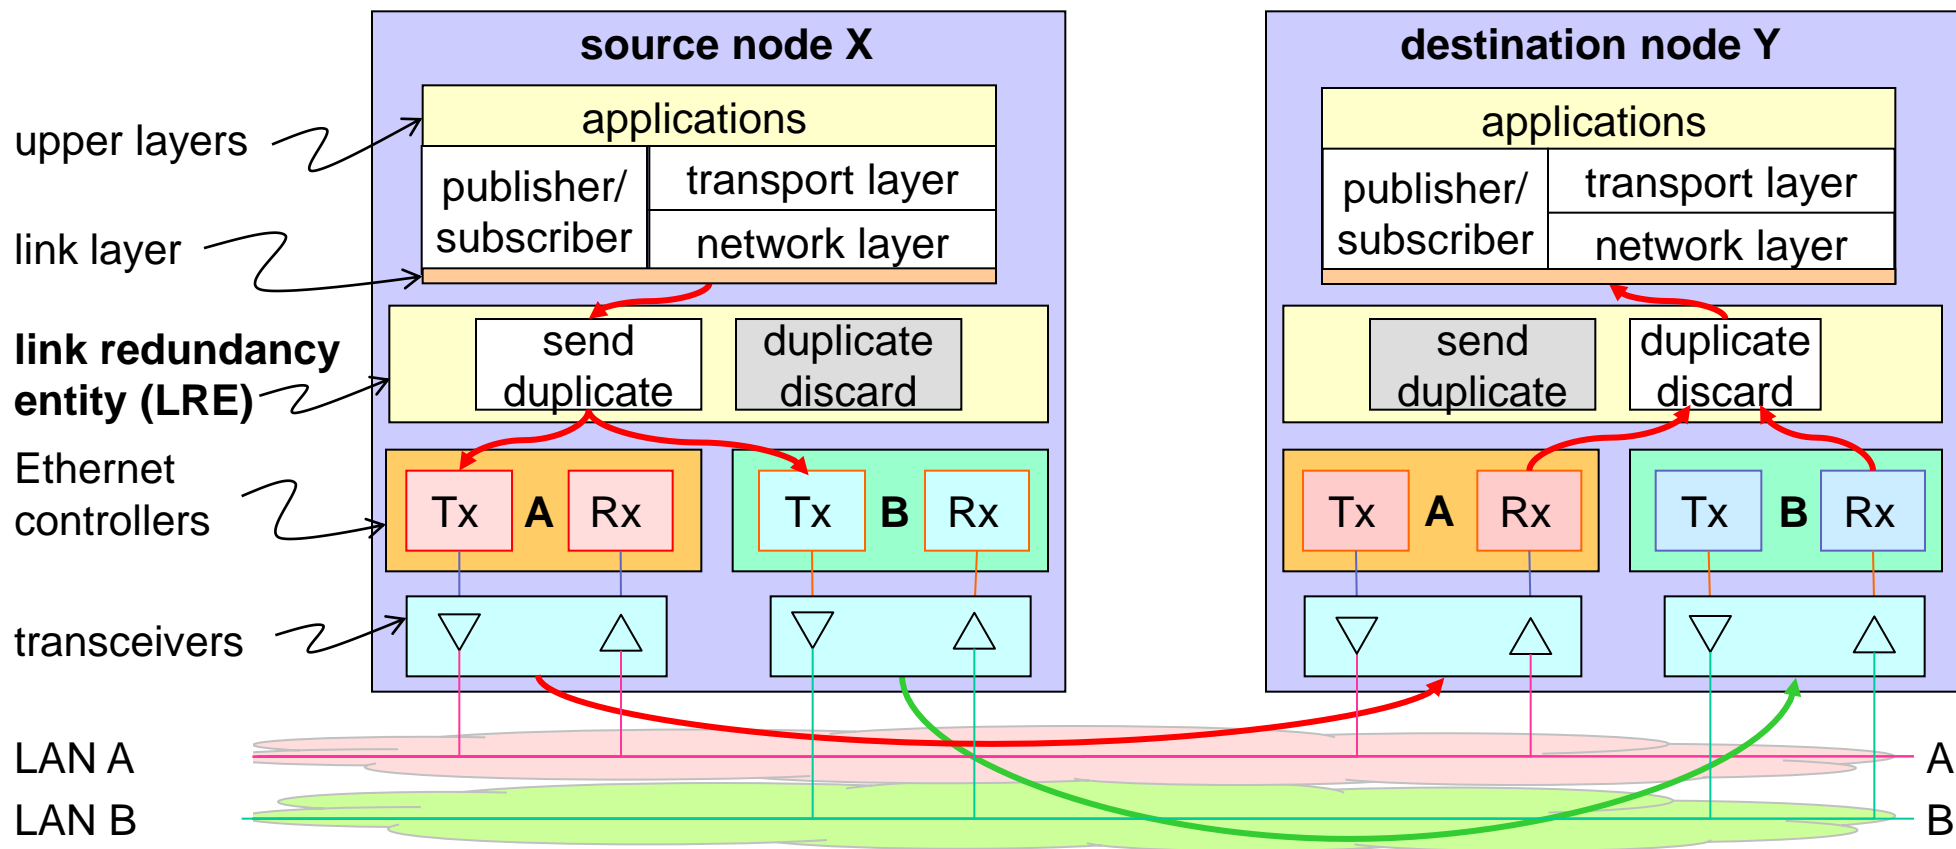 source node X
destination node Y
upper layers
applications
applications
publisher/
subscriber
transport layer
network layer
publisher/
subscriber
transport layer
network layer
link layer
link redundancy
entity (LRE)
send
duplicate
duplicate
discard
send
duplicate
duplicate
discard
Ethernet
controllers
Tx A Rx
Tx B Rx
Tx A Rx
Tx B Rx
transceivers
LAN A
A
LAN B
B